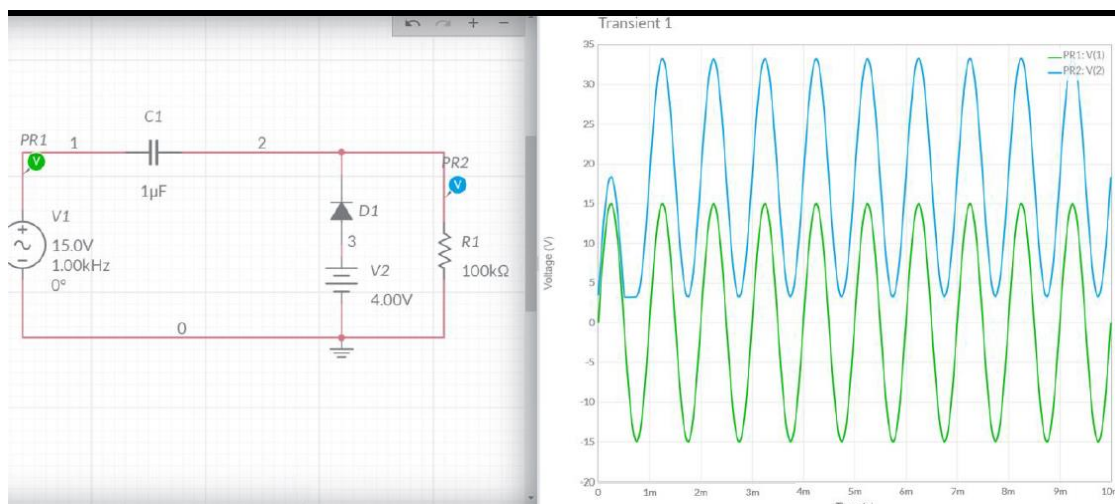 Transient 1
PR1: V(1)
PR2: V(2)
C1
PR1
1
2
1μF
PR2
V1
15.0V
1.00kHz
0°
D1
3
V2
4.00V
R1
100kΩ
0
Voltage (V)
35
30
25
20
15
10
5
0
-5
-10
-15
-20
0
1m
2m
3m
4m
5m
6m
7m
8m
9m